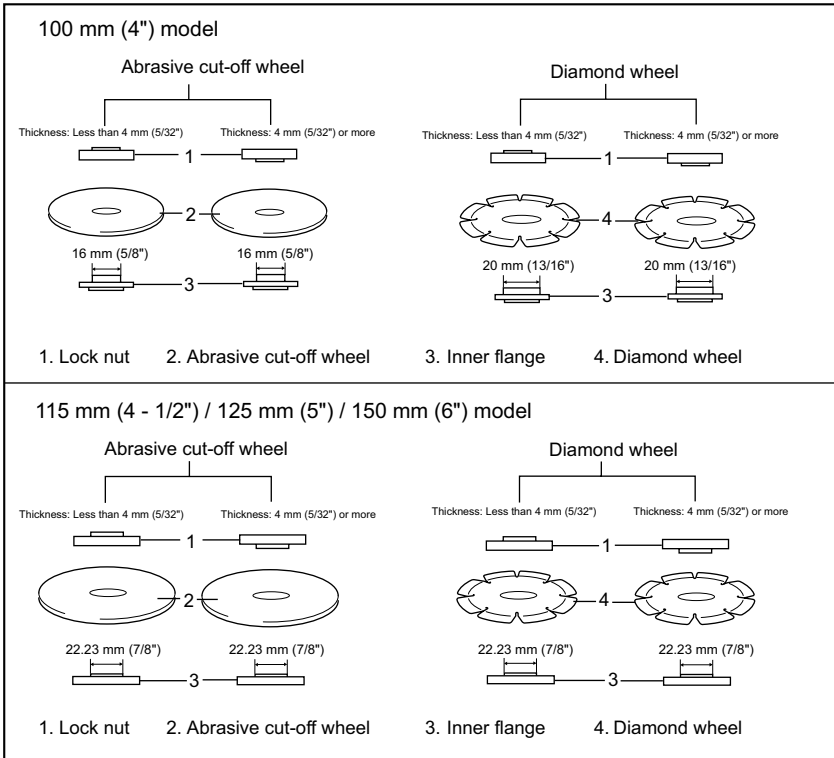 100 mm (4") model
Abrasive cut-off wheel
Diamond wheel
Thickness: Less than 4 mm (5/32")
Thickness: 4 mm (5/32") or more
Thickness: Less than 4 mm (5/32")
Thickness: 4 mm (5/32") or more
1
1
2
4
16 mm (5/8")
16 mm (5/8")
20 mm (13/16")
20 mm (13/16")
3
3
1. Lock nut
2. Abrasive cut-off wheel
3. Inner flange
4. Diamond wheel
115 mm (4 - 1/2") / 125 mm (5") / 150 mm (6") model
Abrasive cut-off wheel
Diamond wheel
Thickness: Less than 4 mm (5/32")
Thickness: 4 mm (5/32") or more
Thickness: Less than 4 mm (5/32")
Thickness: 4 mm (5/32") or more
1
1
2
4
22.23 mm (7/8")
22.23 mm (7/8")
22.23 mm (7/8")
22.23 mm (7/8")
3
3
1. Lock nut
2. Abrasive cut-off wheel
3. Inner flange
4. Diamond wheel